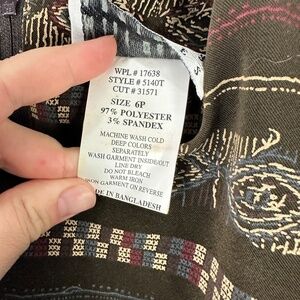 WPL # 17638
STYLE # 5140T
CUT # 31571
SIZE 6P
97% POLYESTER
3% SPANDEX
MACHINE WASH COLD
DEEP COLORS
SEPARATELY
WASH GARMENT INSIDE/OUT
LINE DRY
DO NOT BLEACH
WARM IRON
IRON GARMENT ON REVERSE
MADE IN BANGLADESH